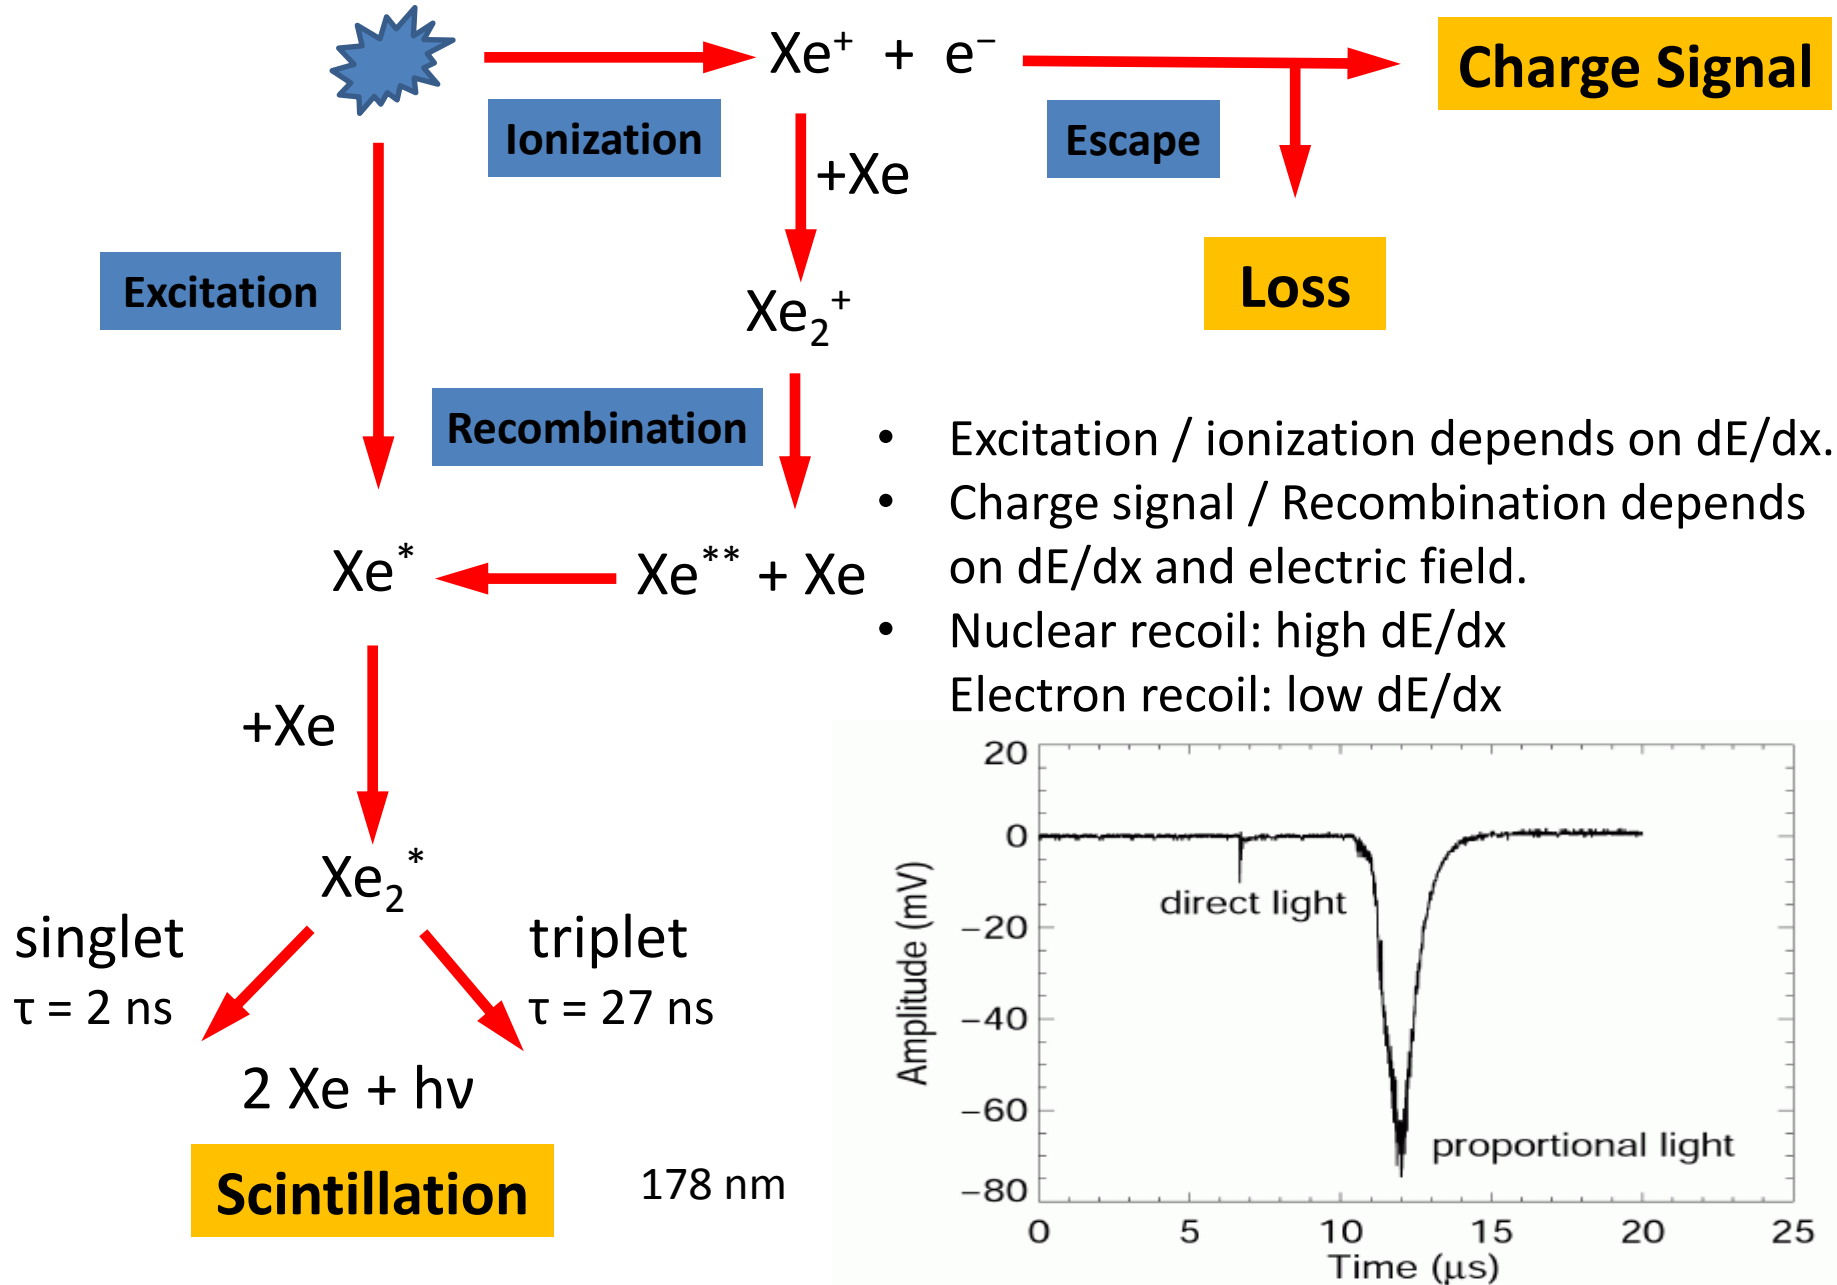 Xe⁺ + e⁻
Charge Signal
Ionization
Escape
+Xe
Excitation
Loss
Xe₂⁺
Recombination
Xe*
Xe** + Xe
+Xe
Xe₂*
singlet
τ = 2 ns
triplet
τ = 27 ns
2 Xe + hν
Scintillation
178 nm
• Excitation / ionization depends on dE/dx.
• Charge signal / Recombination depends
on dE/dx and electric field.
• Nuclear recoil: high dE/dx
Electron recoil: low dE/dx
20
0
−20
−40
−60
−80
Amplitude (mV)
direct light
proportional light
0 5 10 15 20 25
Time (μs)